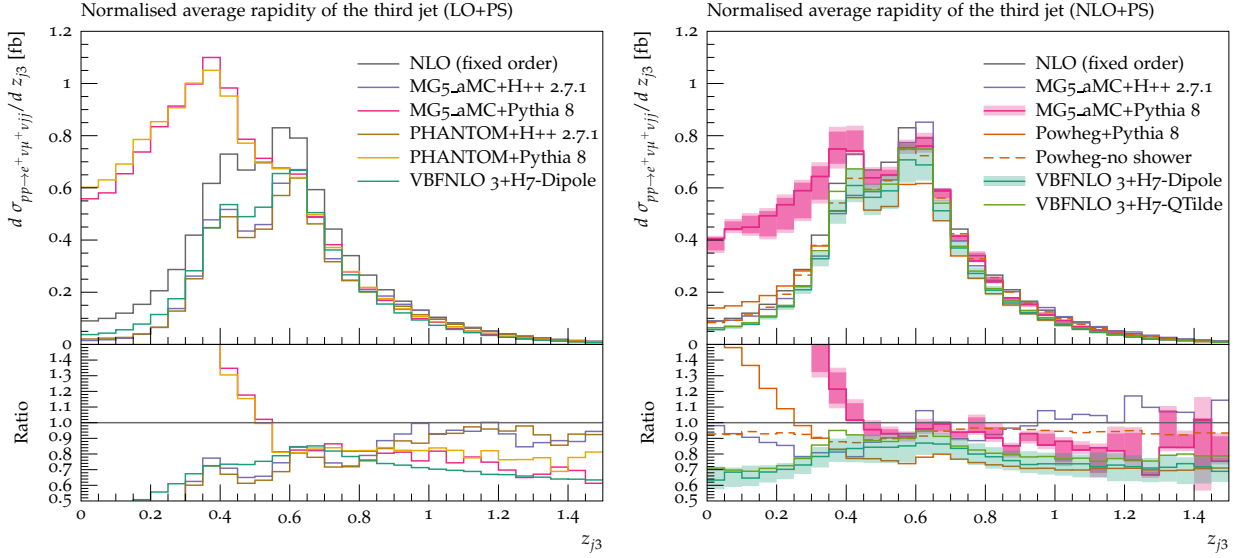 Normalised average rapidity of the third jet (LO+PS)
d σ_{pp→e⁺νμ⁺νjj}/d z_{j3} [fb]
1.2
1
0.8
0.6
0.4
0.2
0
NLO (fixed order)
MG5_aMC+H++ 2.7.1
MG5_aMC+Pythia 8
PHANTOM+H++ 2.7.1
PHANTOM+Pythia 8
VBFNLO 3+H7-Dipole
Ratio
1.4
1.3
1.2
1.1
1.0
0.9
0.8
0.7
0.6
0.5
0 0.2 0.4 0.6 0.8 1 1.2 1.4
z_{j3}
Normalised average rapidity of the third jet (NLO+PS)
d σ_{pp→e⁺νμ⁺νjj}/d z_{j3} [fb]
1.2
1
0.8
0.6
0.4
0.2
0
NLO (fixed order)
MG5_aMC+H++ 2.7.1
MG5_aMC+Pythia 8
Powheg+Pythia 8
Powheg-no shower
VBFNLO 3+H7-Dipole
VBFNLO 3+H7-QTilde
Ratio
1.4
1.3
1.2
1.1
1.0
0.9
0.8
0.7
0.6
0.5
0 0.2 0.4 0.6 0.8 1 1.2 1.4
z_{j3}